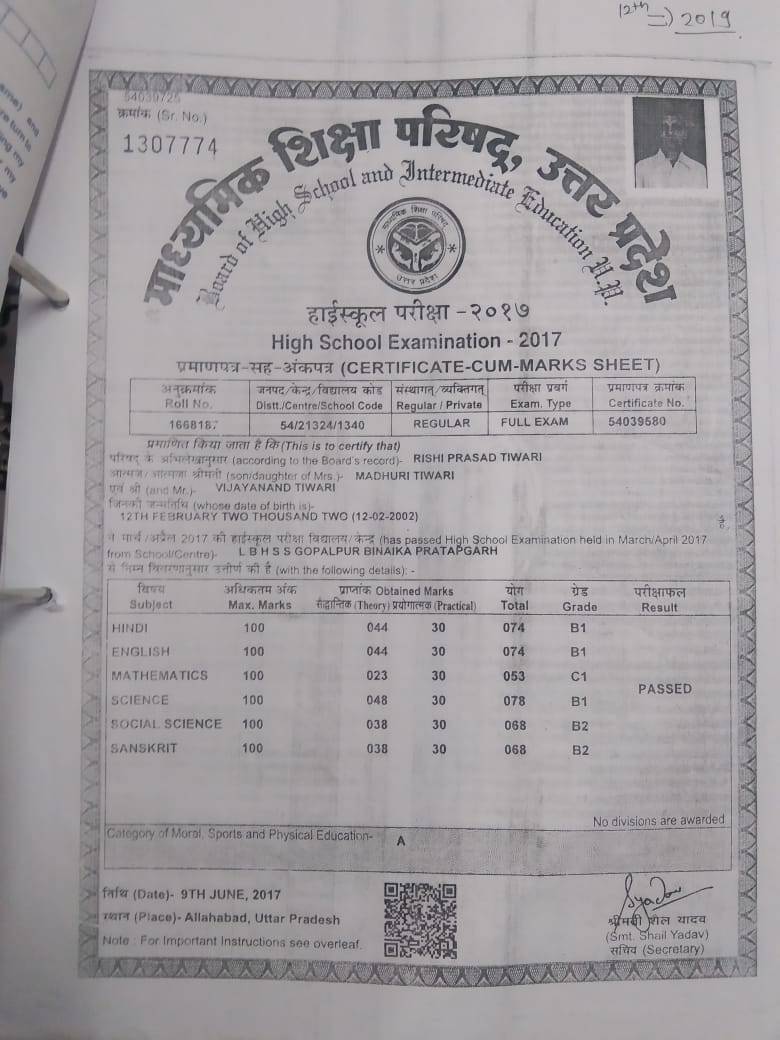 12th => 2019
54039725
क्रमांक (Sr. No.)
1307774
माध्यमिक शिक्षा परिषद्, उत्तर प्रदेश
Board of High School and Intermediate Education U.P.
माध्यमिक शिक्षा परिषद्
उत्तर प्रदेश
हाईस्कूल परीक्षा - २०१७
High School Examination - 2017
प्रमाणपत्र-सह-अंकपत्र (CERTIFICATE-CUM-MARKS SHEET)
अनुक्रमांक जनपद/केन्द्र/विद्यालय कोड संस्थागत/व्यक्तिगत परीक्षा प्रवर्ग प्रमाणपत्र क्रमांक
Roll No. Distt./Centre/School Code Regular / Private Exam. Type Certificate No.
166818 54/21324/1340 REGULAR FULL EXAM 54039580
प्रमाणित किया जाता है कि (This is to certify that)
परिषद् के अभिलेखानुसार (according to the Board's record)- RISHI PRASAD TIWARI
आत्मज/आत्मजा श्रीमती (son/daughter of Mrs.)- MADHURI TIWARI
एवं श्री (and Mr.)- VIJAYANAND TIWARI
जिनकी जन्मतिथि (whose date of birth is)-
12TH FEBRUARY TWO THOUSAND TWO (12-02-2002) है,
ने मार्च/अप्रैल 2017 की हाईस्कूल परीक्षा विद्यालय/केन्द्र (has passed High School Examination held in March/April 2017
from School/Centre)- L B H S S GOPALPUR BINAIKA PRATAPGARH
से निम्न विवरणानुसार उत्तीर्ण की है (with the following details): -
विषय अधिकतम अंक प्राप्तांक Obtained Marks योग ग्रेड परीक्षाफल
Subject Max. Marks सैद्धान्तिक (Theory) प्रयोगात्मक (Practical) Total Grade Result
HINDI 100 044 30 074 B1
ENGLISH 100 044 30 074 B1
MATHEMATICS 100 023 30 053 C1
PASSED
SCIENCE 100 048 30 078 B1
SOCIAL SCIENCE 100 038 30 068 B2
SANSKRIT 100 038 30 068 B2
No divisions are awarded
Category of Moral, Sports and Physical Education- A
तिथि (Date)- 9TH JUNE, 2017
स्थान (Place)- Allahabad, Uttar Pradesh
Note : For Important Instructions see overleaf.
श्रीमती शैल यादव
(Smt. Shail Yadav)
सचिव (Secretary)